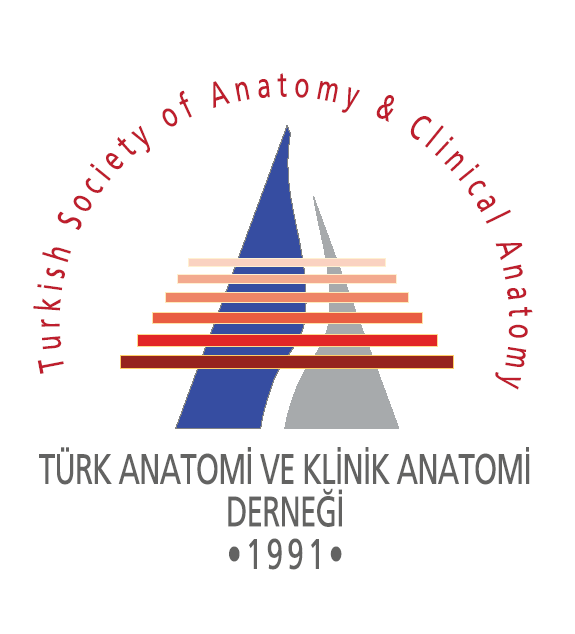 Turkish Society of Anatomy & Clinical Anatomy
TÜRK ANATOMİ VE KLİNİK ANATOMİ
DERNEĞİ
•1991•